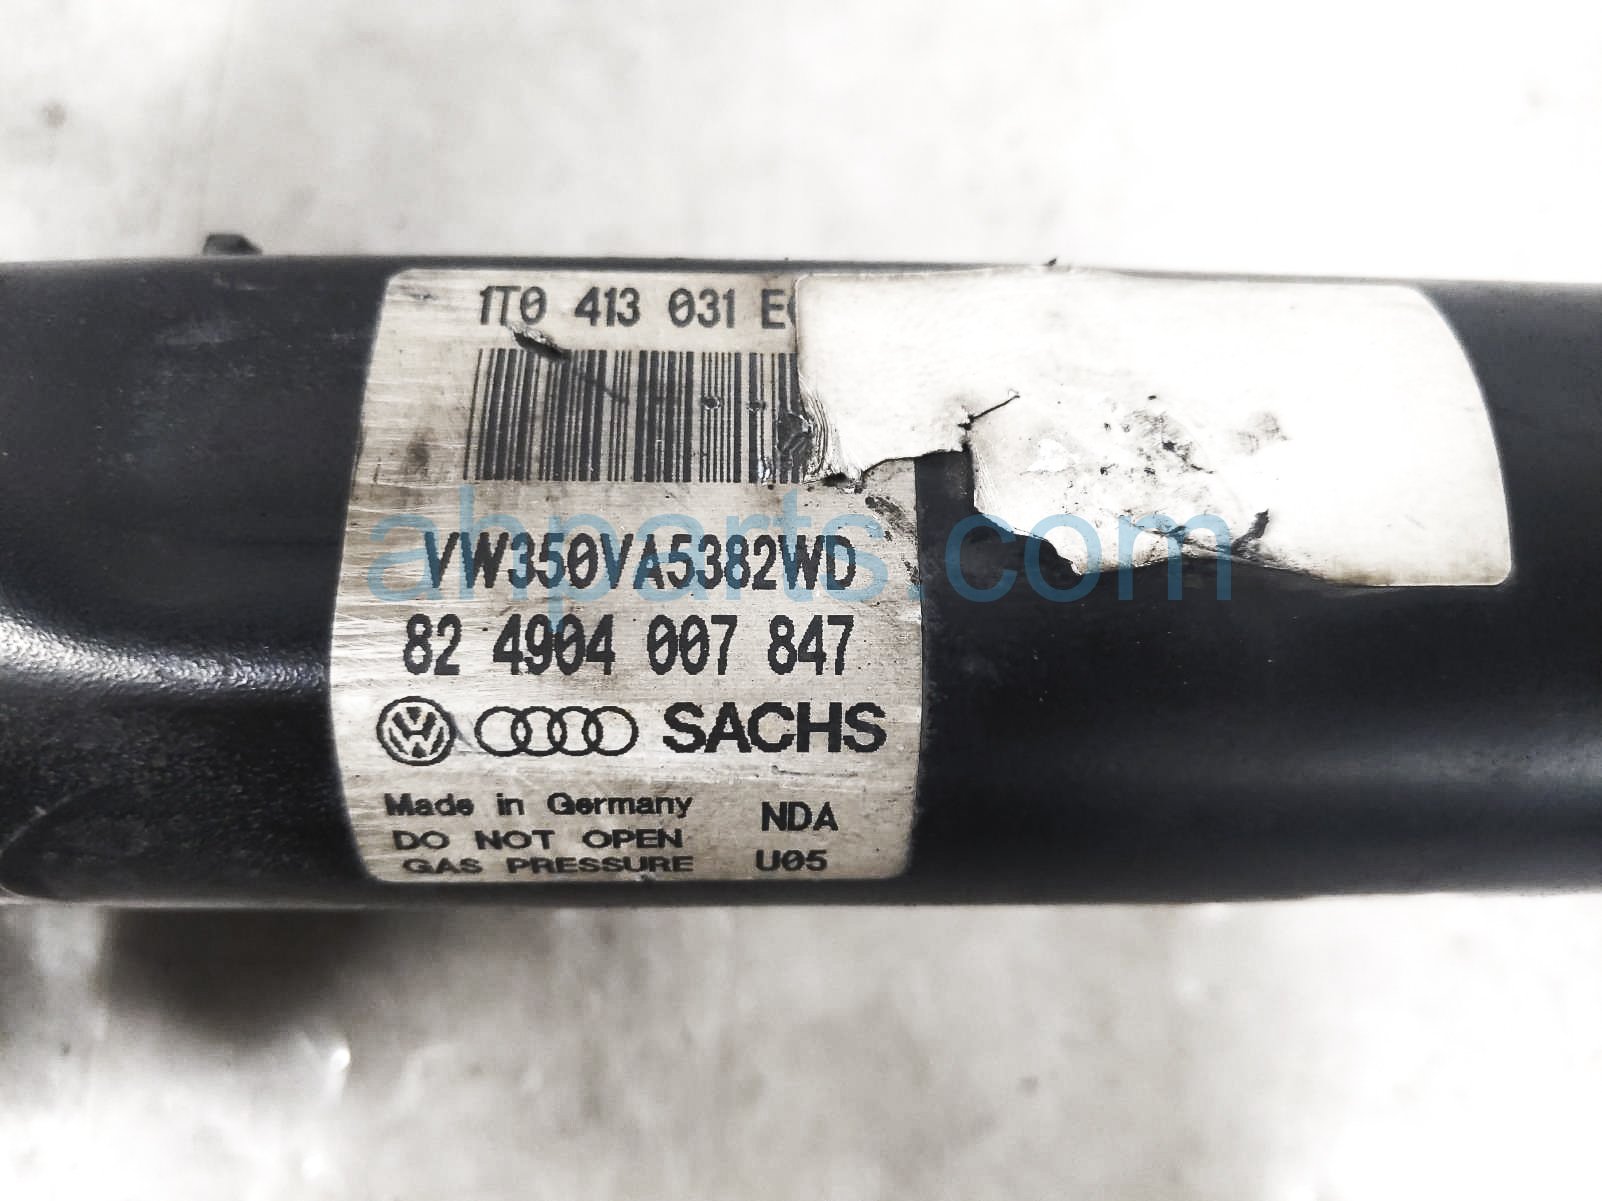 1T0 413 031 E
ahparts.com
VW350VA5382WD
82 4904 007 847
SACHS
Made in Germany
DO NOT OPEN
GAS PRESSURE
NDA
U05